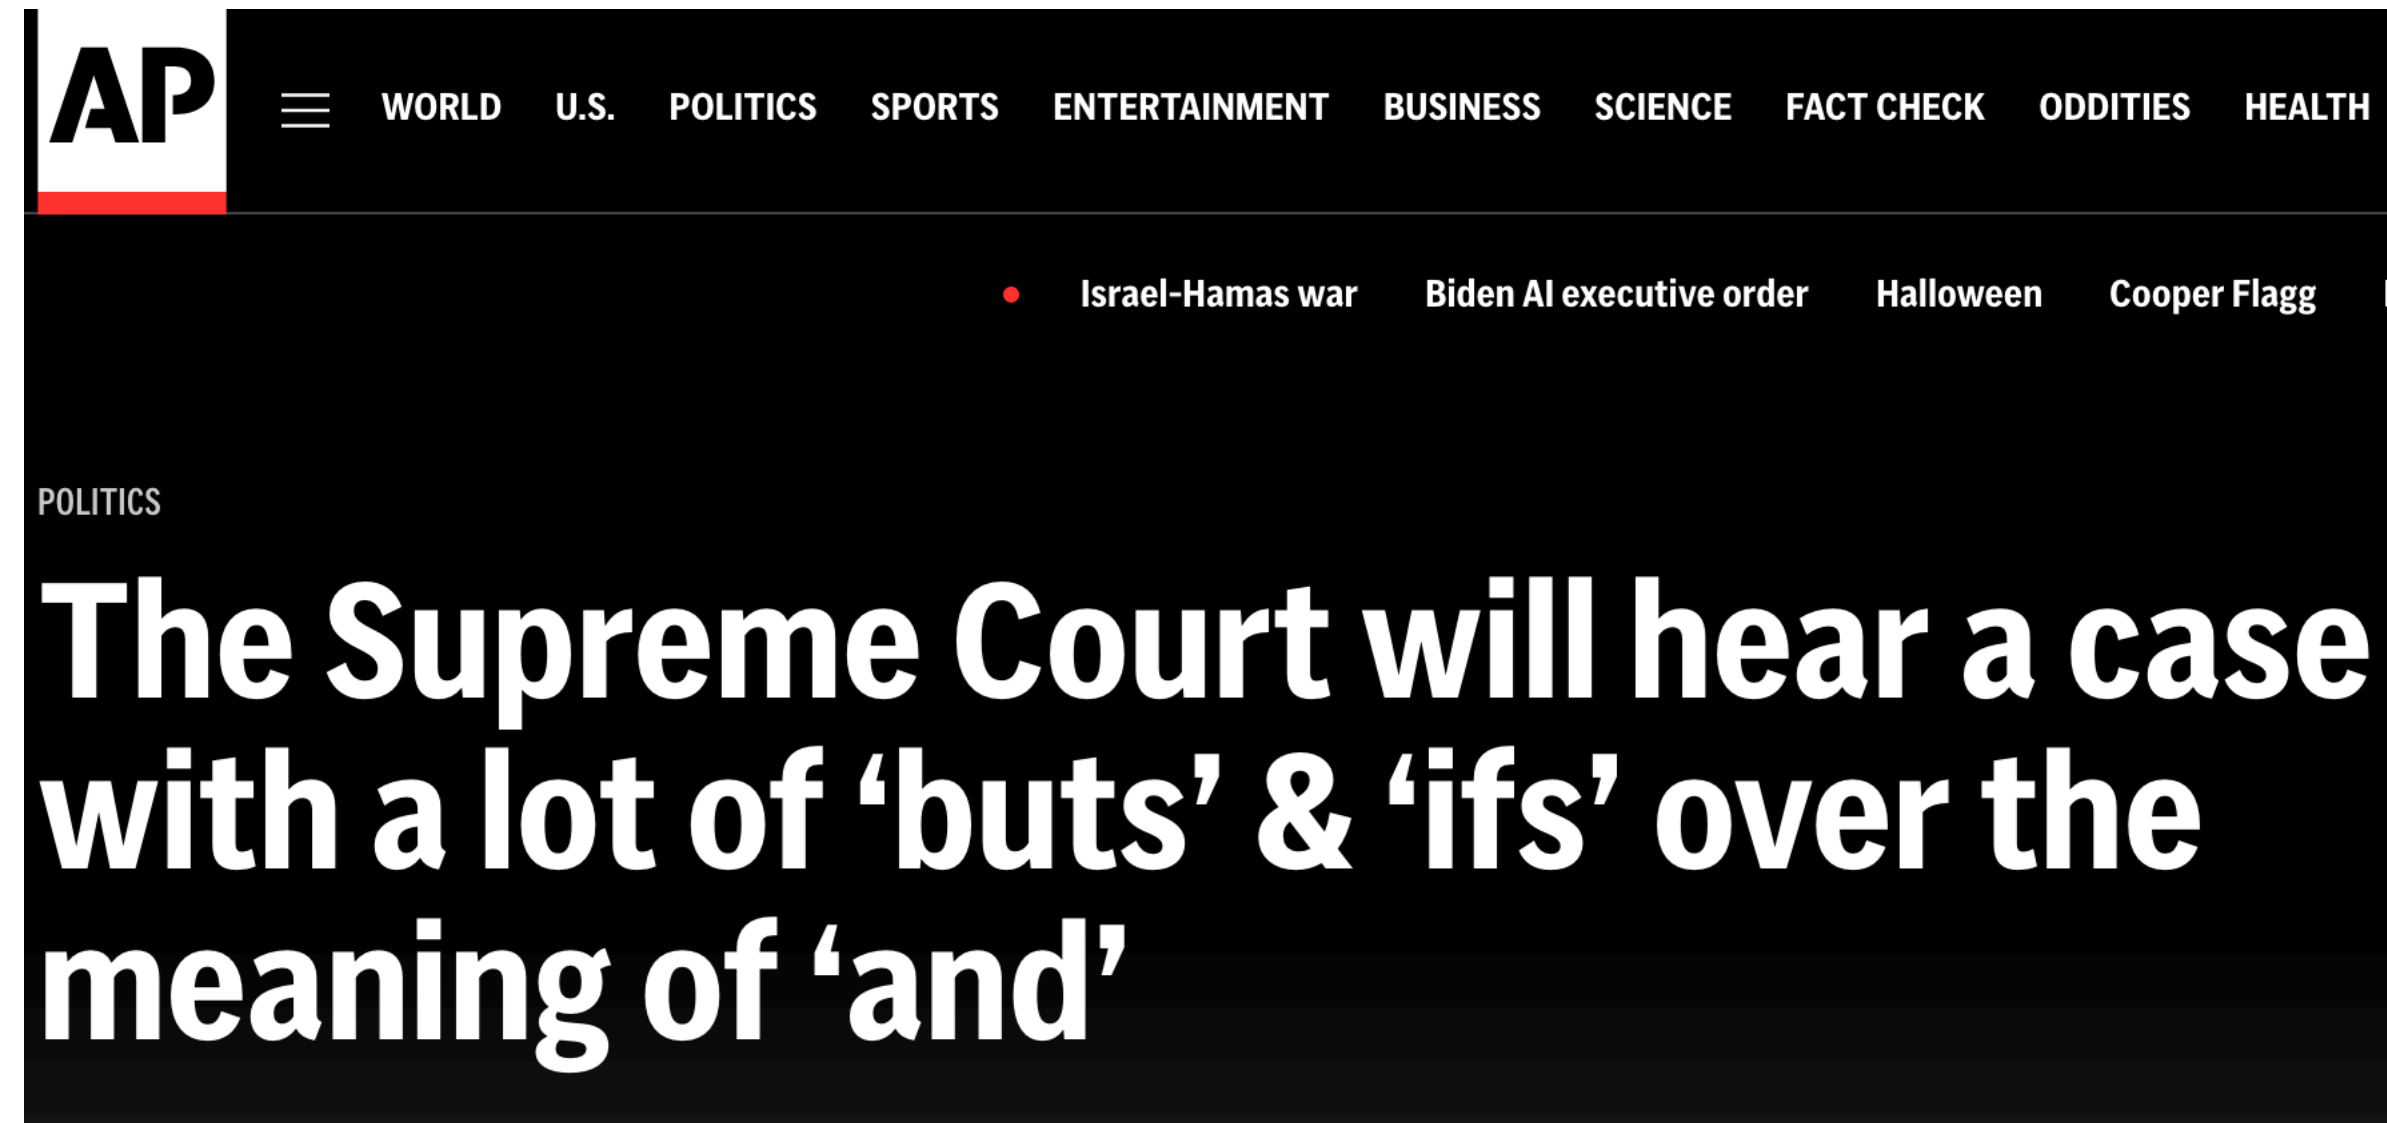 AP
WORLD U.S. POLITICS SPORTS ENTERTAINMENT BUSINESS SCIENCE FACT CHECK ODDITIES HEALTH
Israel-Hamas war Biden AI executive order Halloween Cooper Flagg
POLITICS
The Supreme Court will hear a case
with a lot of ‘buts’ & ‘ifs’ over the
meaning of ‘and’